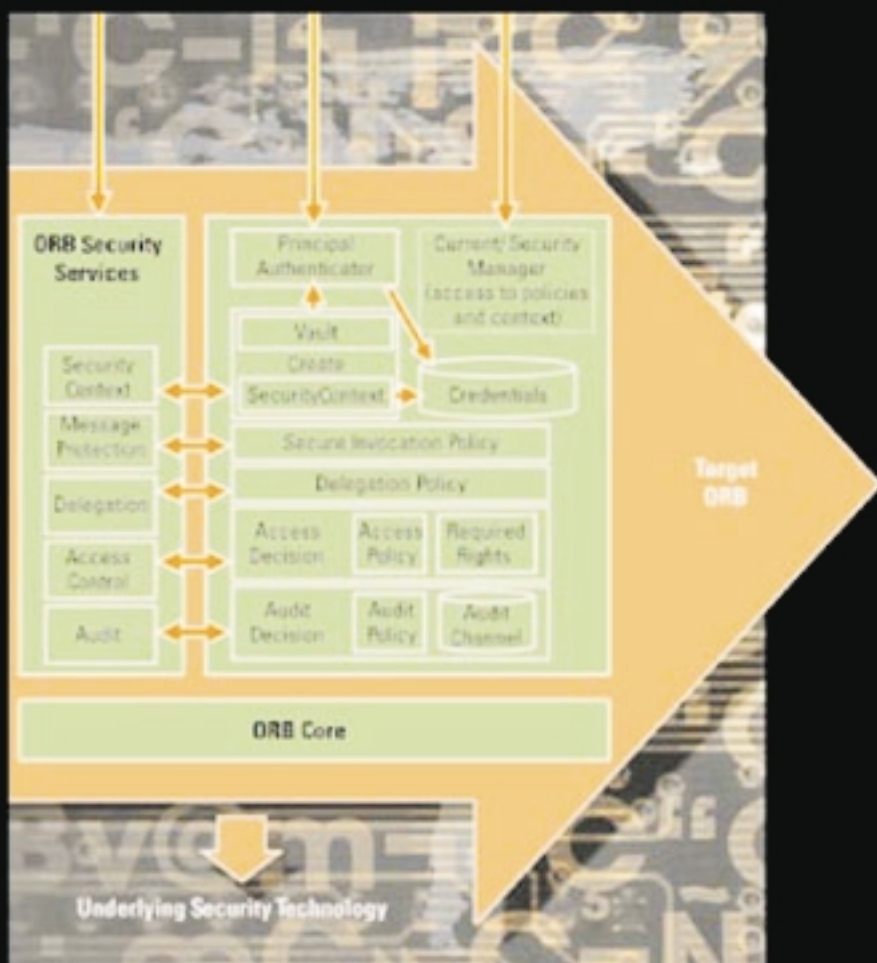 ORB Security
Services
Security
Context
Message
Protection
Delegation
Access
Control
Audit
Principal
Authenticator
Current/Security
Manager
(access to policies
and context)
Vault
Create
SecurityContext
Credentials
Secure Invocation Policy
Delegation Policy
Access
Decision
Access
Policy
Required
Rights
Audit
Decision
Audit
Policy
Audit
Channel
Target
ORB
ORB Core
Underlying Security Technology